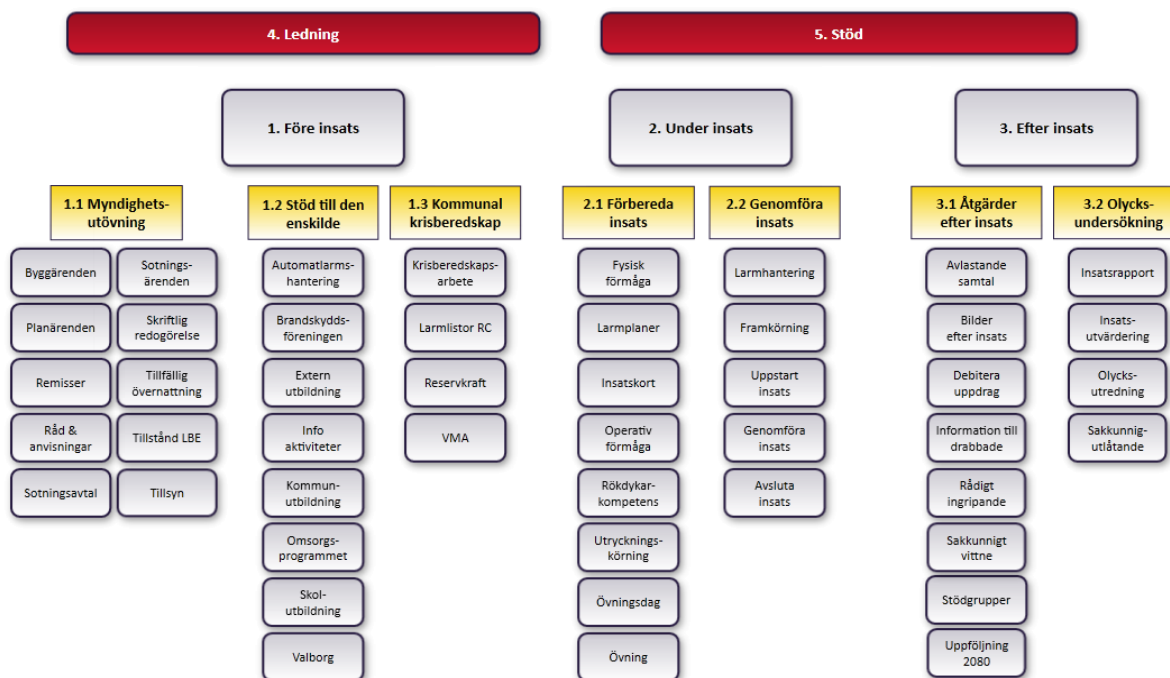 4. Ledning
5. Stöd
1. Före insats
2. Under insats
3. Efter insats
1.1 Myndighets-
utövning
Byggärenden
Planärenden
Remisser
Råd &
anvisningar
Sotningsavtal
Sotnings-
ärenden
Skriftlig
redogörelse
Tillfällig
övernattning
Tillstånd LBE
Tillsyn
1.2 Stöd till den
enskilde
Automatlarms-
hantering
Brandskydds-
föreningen
Extern
utbildning
Info
aktiviteter
Kommun-
utbildning
Omsorgs-
programmet
Skol-
utbildning
Valborg
1.3 Kommunal
krisberedskap
Krisberedskaps-
arbete
Larmlistor RC
Reservkraft
VMA
2.1 Förbereda
insats
Fysisk
förmåga
Larmplaner
Insatskort
Operativ
förmåga
Rökdykar-
kompetens
Utrycknings-
körning
Övningsdag
Övning
2.2 Genomföra
insats
Larmhantering
Framkörning
Uppstart
insats
Genomföra
insats
Avsluta
insats
3.1 Åtgärder
efter insats
Avlastande
samtal
Bilder
efter insats
Debitera
uppdrag
Information till
drabbade
Rådigt
ingripande
Sakkunnigt
vittne
Stödgrupper
Uppföljning
2080
3.2 Olycks-
undersökning
Insatsrapport
Insats-
utvärdering
Olycks-
utredning
Sakkunnig-
utlåtande